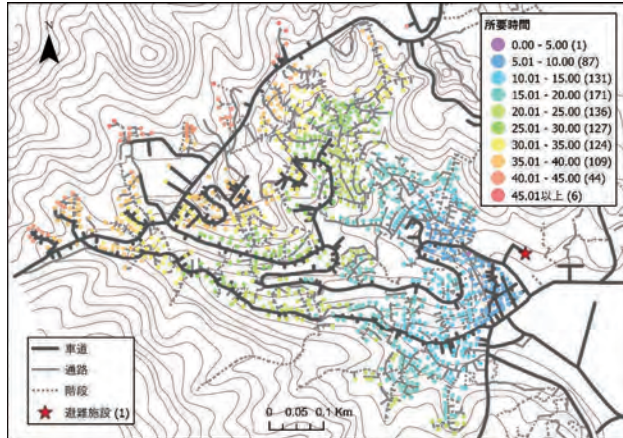 N
所要時間
0.00 - 5.00 (1)
5.01 - 10.00 (87)
10.01 - 15.00 (131)
15.01 - 20.00 (171)
20.01 - 25.00 (136)
25.01 - 30.00 (127)
30.01 - 35.00 (124)
35.01 - 40.00 (109)
40.01 - 45.00 (44)
45.01以上 (6)
車道
通路
階段
避難施設 (1)
0 0.05 0.1 Km